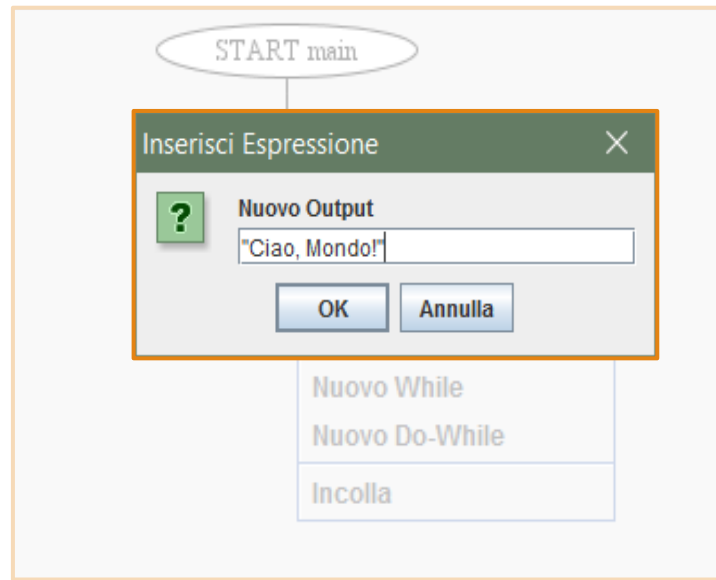 START main
Inserisci Espressione
?
Nuovo Output
"Ciao, Mondo!"
OK Annulla
Nuovo While
Nuovo Do-While
Incolla